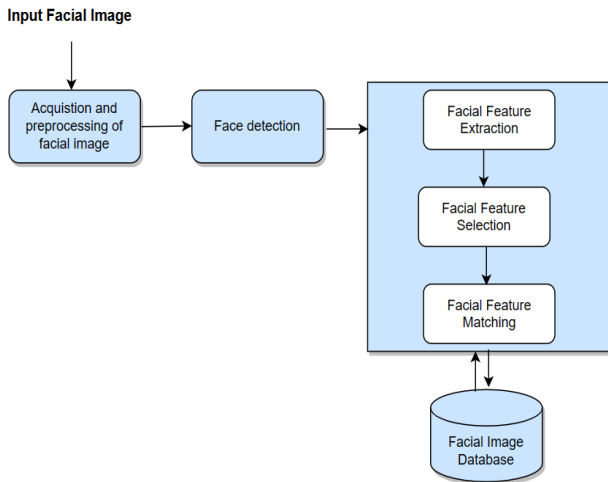 Input Facial Image
Acquistion and
preprocessing of
facial image
Face detection
Facial Feature
Extraction
Facial Feature
Selection
Facial Feature
Matching
Facial Image
Database